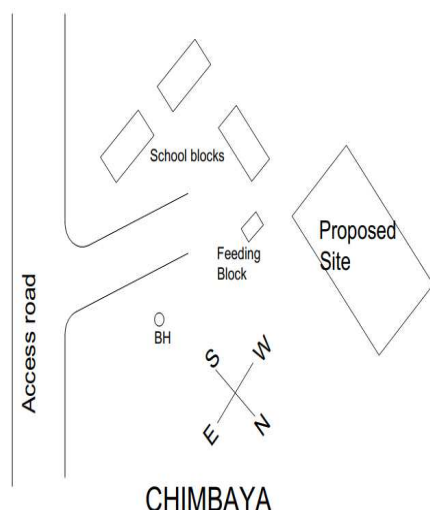 School blocks
Proposed
Site
Feeding
Block
Access road
BH
S
W
E
N
CHIMBAYA